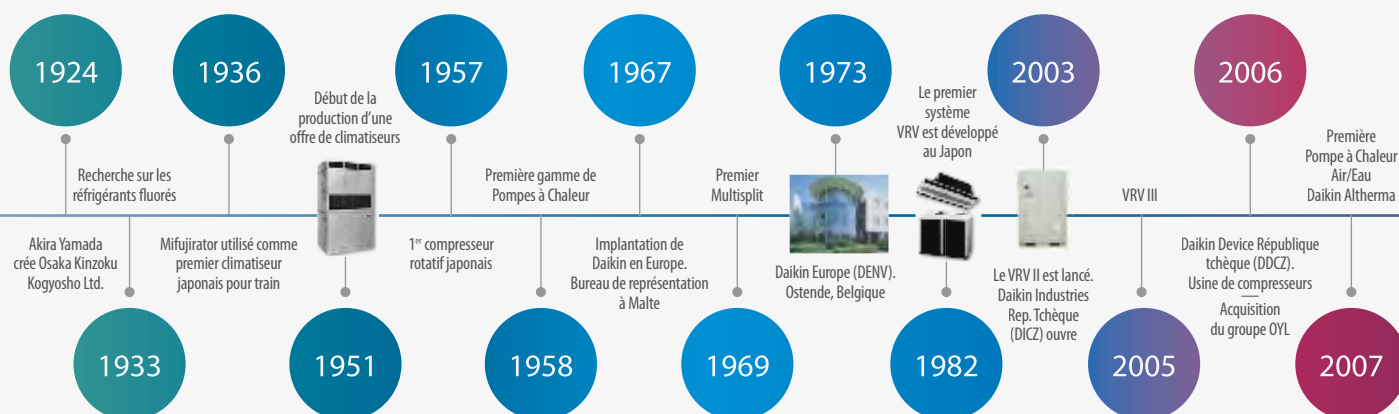 1924
Akira Yamada
crée Osaka Kinzoku
Kogyosho Ltd.
1933
Recherche sur les
réfrigérants fluorés
1936
Mifujirator utilisé comme
premier climatiseur
japonais pour train
1951
Début de la
production d'une
offre de climatiseurs
1957
1er compresseur
rotatif japonais
1958
Première gamme de
Pompes à Chaleur
1967
Implantation de
Daikin en Europe.
Bureau de représentation
à Malte
1969
Premier
Multisplit
1973
Daikin Europe (DENV).
Ostende, Belgique
1982
Le premier
système
VRV est développé
au Japon
2003
Le VRV II est lancé.
Daikin Industries
Rep. Tchèque
(DICZ) ouvre
2005
VRV III
2006
Daikin Device République
tchèque (DDCZ).
Usine de compresseurs
Acquisition
du groupe OYL
2007
Première
Pompe à Chaleur
Air/Eau
Daikin Altherma